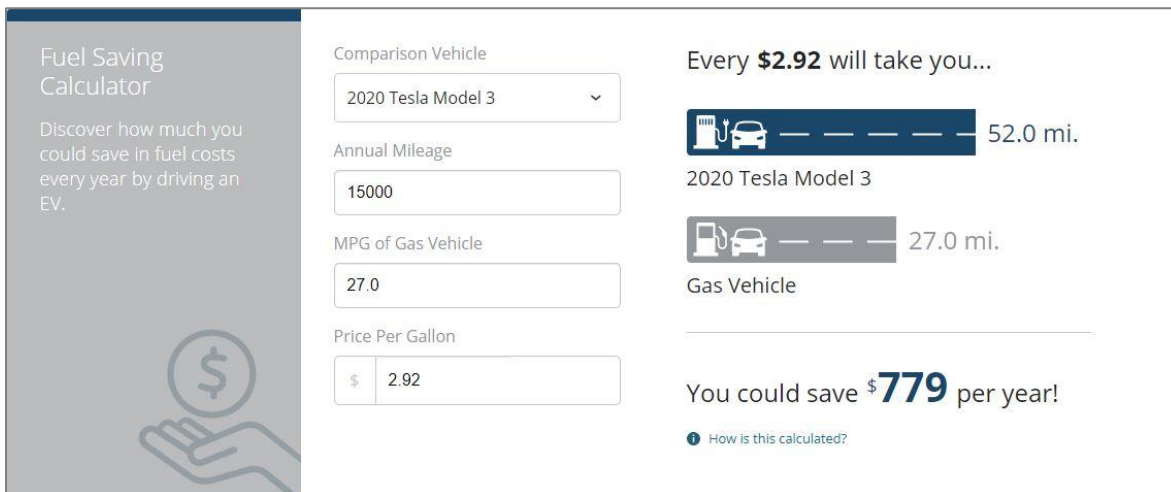 Fuel Saving
Calculator
Discover how much you
could save in fuel costs
every year by driving an
EV.
Comparison Vehicle
2020 Tesla Model 3
Annual Mileage
15000
MPG of Gas Vehicle
27.0
Price Per Gallon
$ 2.92
Every $2.92 will take you...
52.0 mi.
2020 Tesla Model 3
27.0 mi.
Gas Vehicle
You could save $779 per year!
How is this calculated?